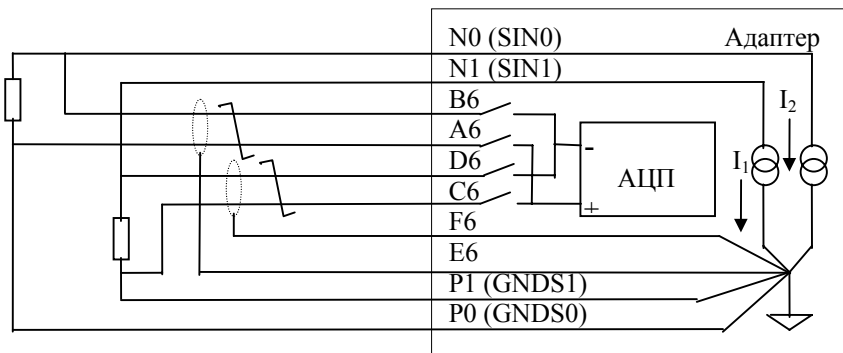 N0 (SIN0)
Адаптер
N1 (SIN1)
B6
I2
A6
-
D6
АЦП
I1
C6
+
F6
E6
P1 (GNDS1)
P0 (GNDS0)